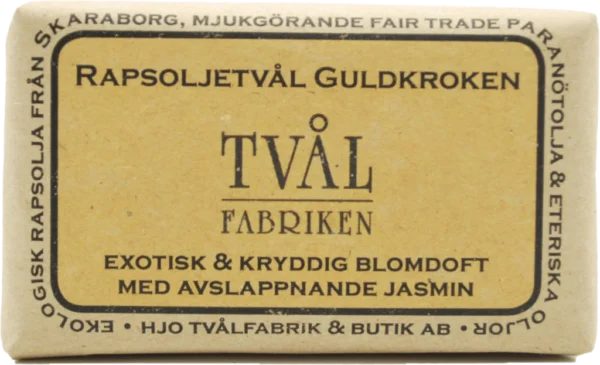 EKOLOGISK RAPSOLJA FRÅN SKARABORG, MJUKGÖRANDE FAIR TRADE PARANÖTOLJA & ETERISKA OLJOR •
HJO TVÅLFABRIK & BUTIK AB •
RAPSOLJETVÅL GULDKROKEN
TVÅL
FABRIKEN
EXOTISK & KRYDDIG BLOMDOFT
MED AVSLAPPNANDE JASMIN